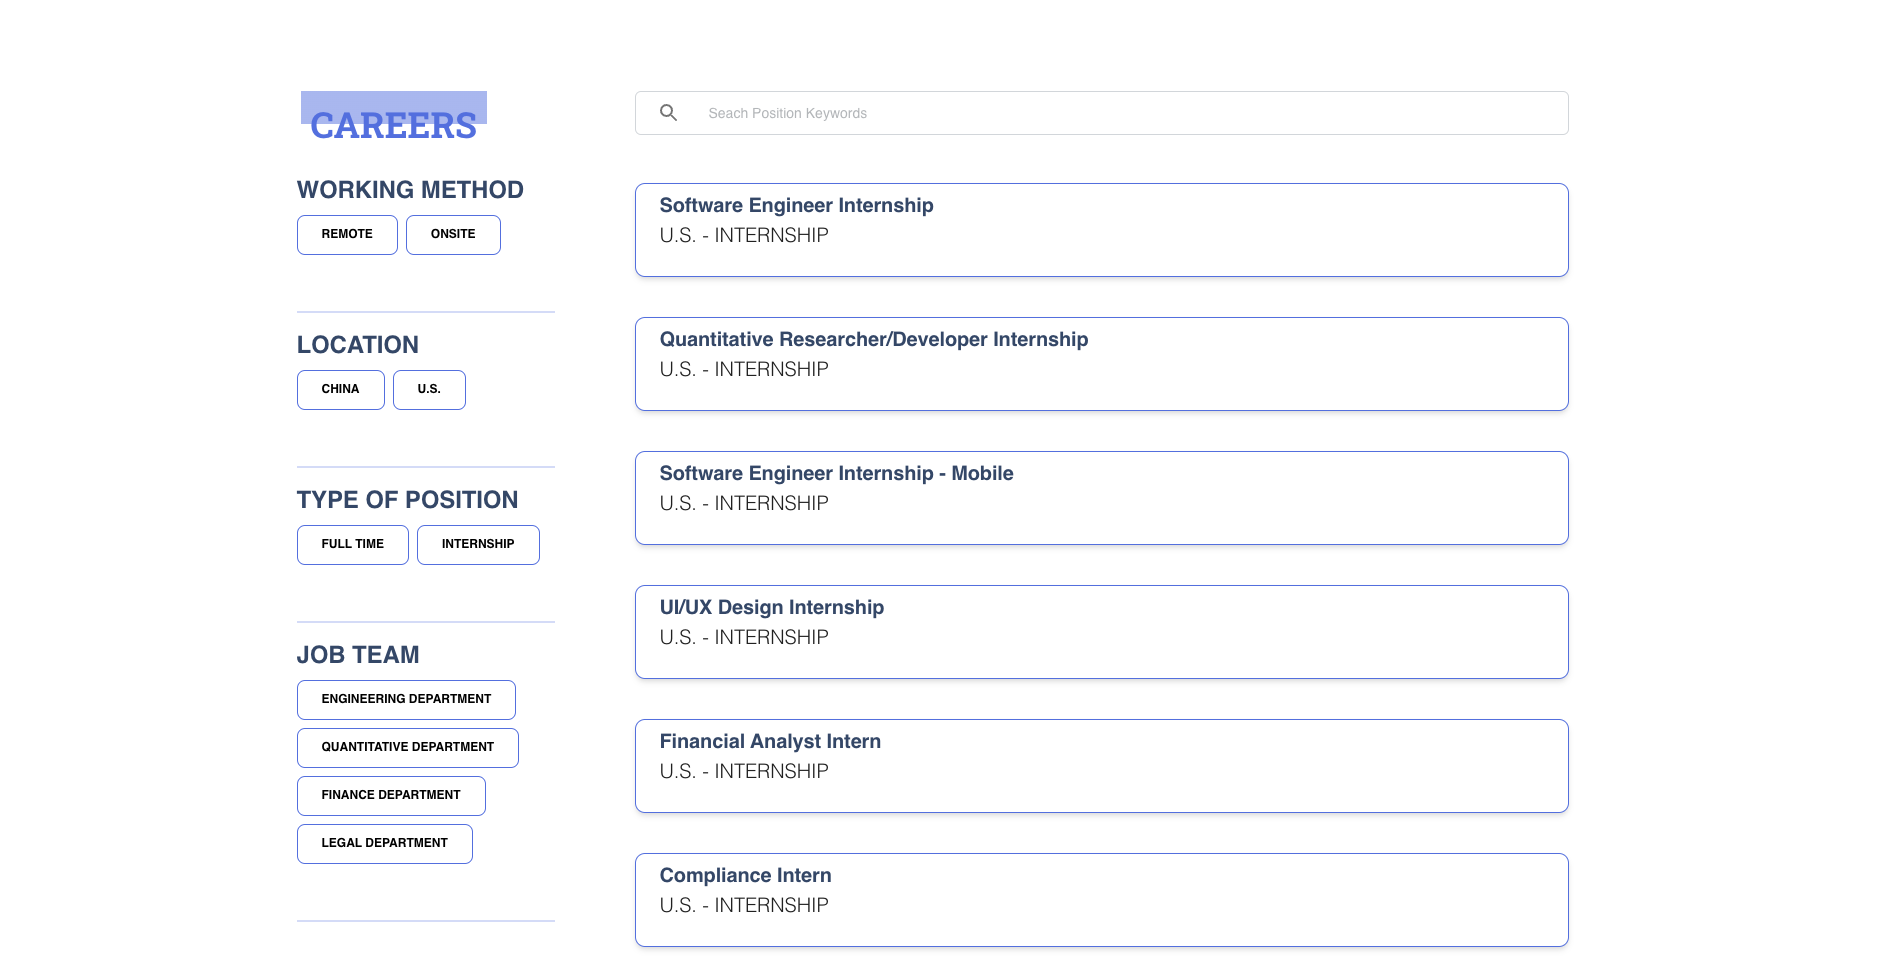 CAREERS
WORKING METHOD
REMOTE
ONSITE
LOCATION
CHINA
U.S.
TYPE OF POSITION
FULL TIME
INTERNSHIP
JOB TEAM
ENGINEERING DEPARTMENT
QUANTITATIVE DEPARTMENT
FINANCE DEPARTMENT
LEGAL DEPARTMENT
Seach Position Keywords
Software Engineer Internship
U.S. - INTERNSHIP
Quantitative Researcher/Developer Internship
U.S. - INTERNSHIP
Software Engineer Internship - Mobile
U.S. - INTERNSHIP
UI/UX Design Internship
U.S. - INTERNSHIP
Financial Analyst Intern
U.S. - INTERNSHIP
Compliance Intern
U.S. - INTERNSHIP